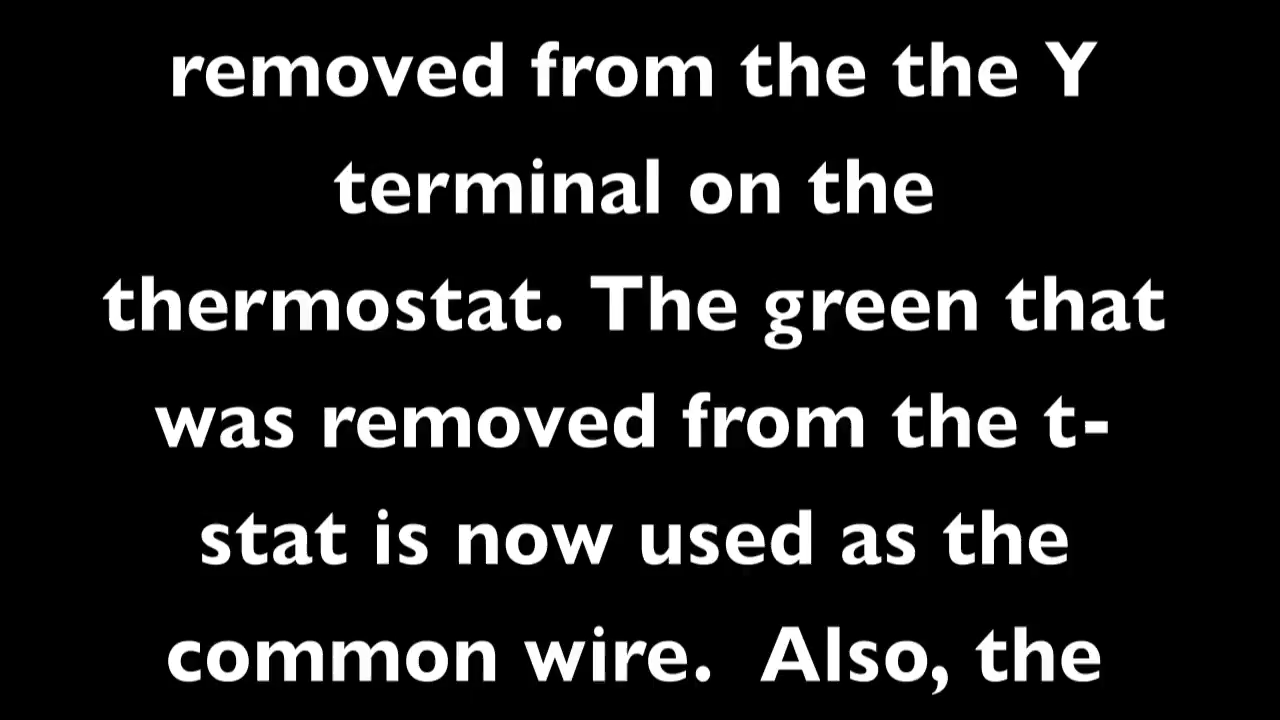 removed from the the Y
terminal on the
thermostat. The green that
was removed from the t-
stat is now used as the
common wire.  Also, the